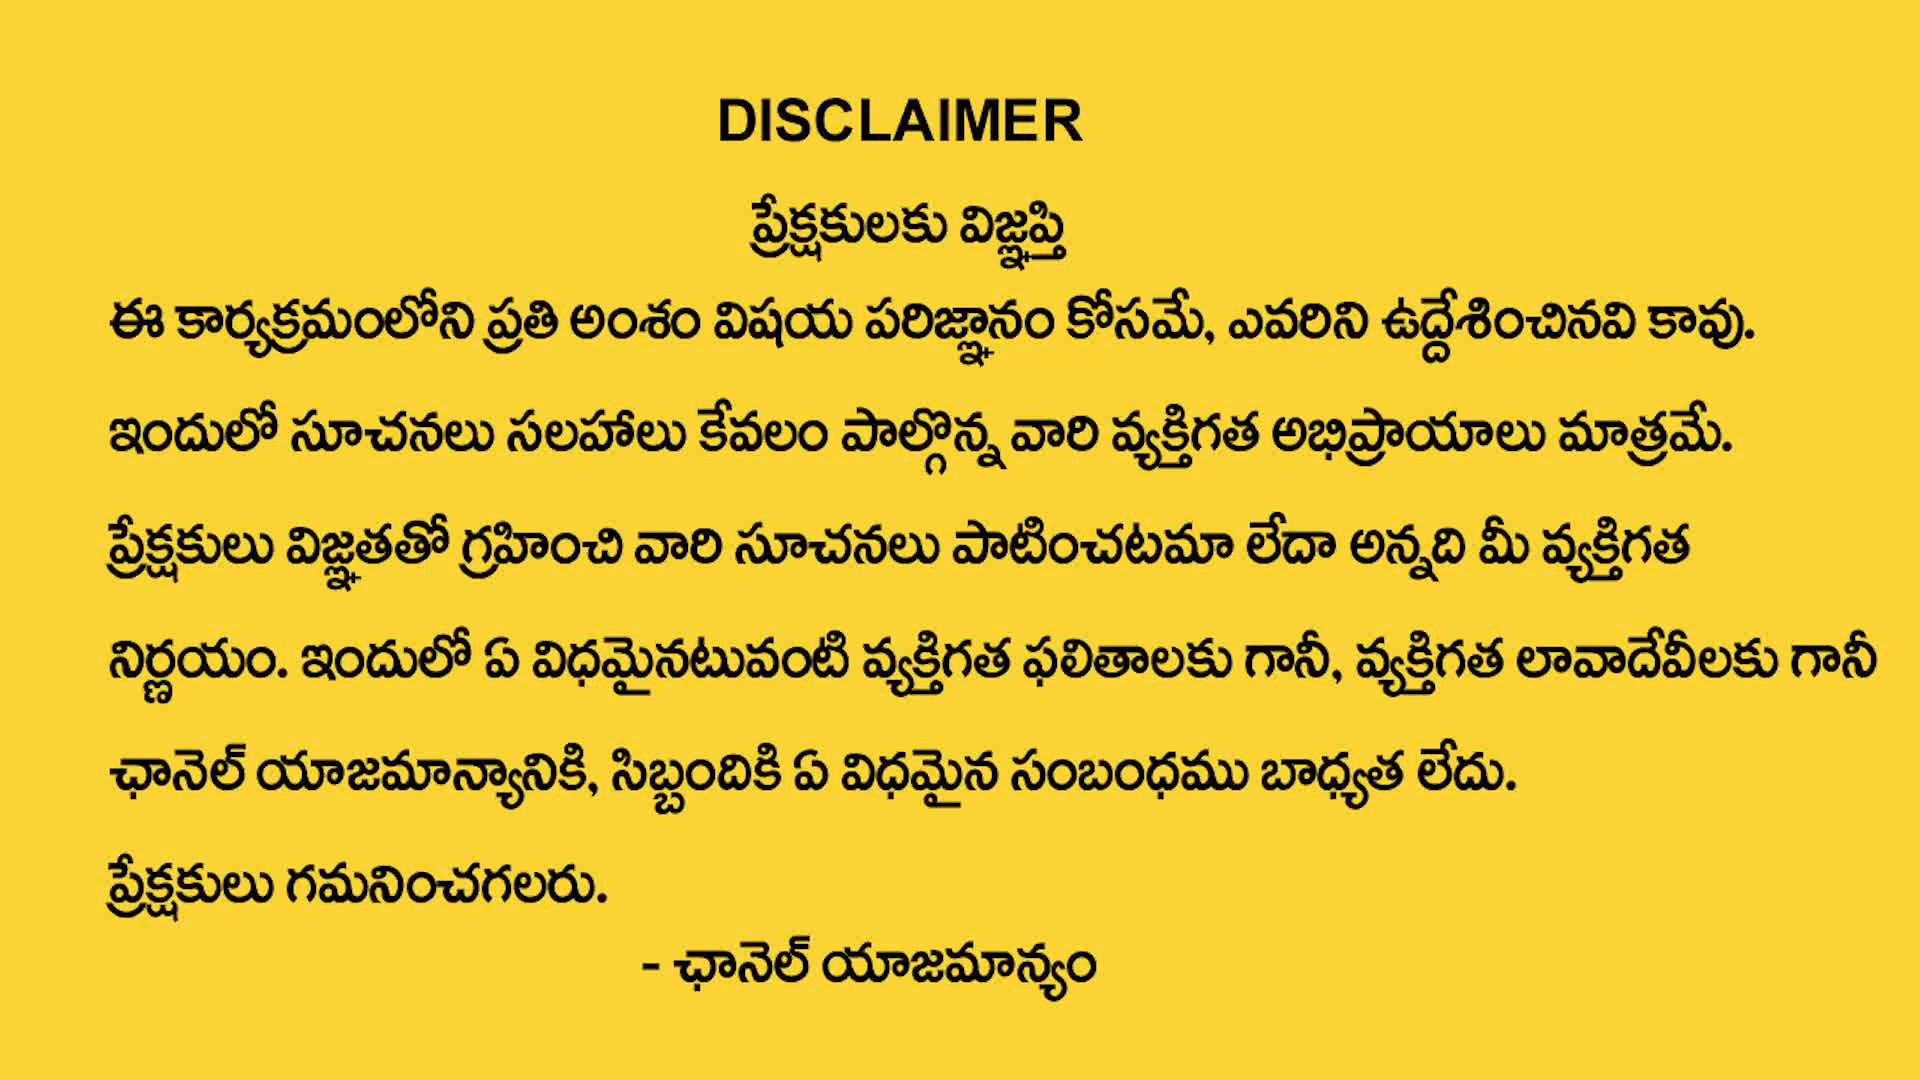 DISCLAIMER
ప్రేక్షకులకు విజ్ఞప్తి
ఈ కార్యక్రమంలోని ప్రతి అంశం విషయ పరిజ్ఞానం కోసమే, ఎవరిని ఉద్దేశించినవి కావు.
ఇందులో సూచనలు సలహాలు కేవలం పాల్గొన్న వారి వ్యక్తిగత అభిప్రాయాలు మాత్రమే.
ప్రేక్షకులు విజ్ఞతతో గ్రహించి వారి సూచనలు పాటించటమా లేదా అన్నది మీ వ్యక్తిగత
నిర్ణయం. ఇందులో ఏ విధమైనటువంటి వ్యక్తిగత ఫలితాలకు గానీ, వ్యక్తిగత లావాదేవీలకు గానీ
ఛానెల్ యాజమాన్యానికి, సిబ్బందికి ఏ విధమైన సంబంధము బాధ్యత లేదు.
ప్రేక్షకులు గమనించగలరు.
- ఛానెల్ యాజమాన్యం